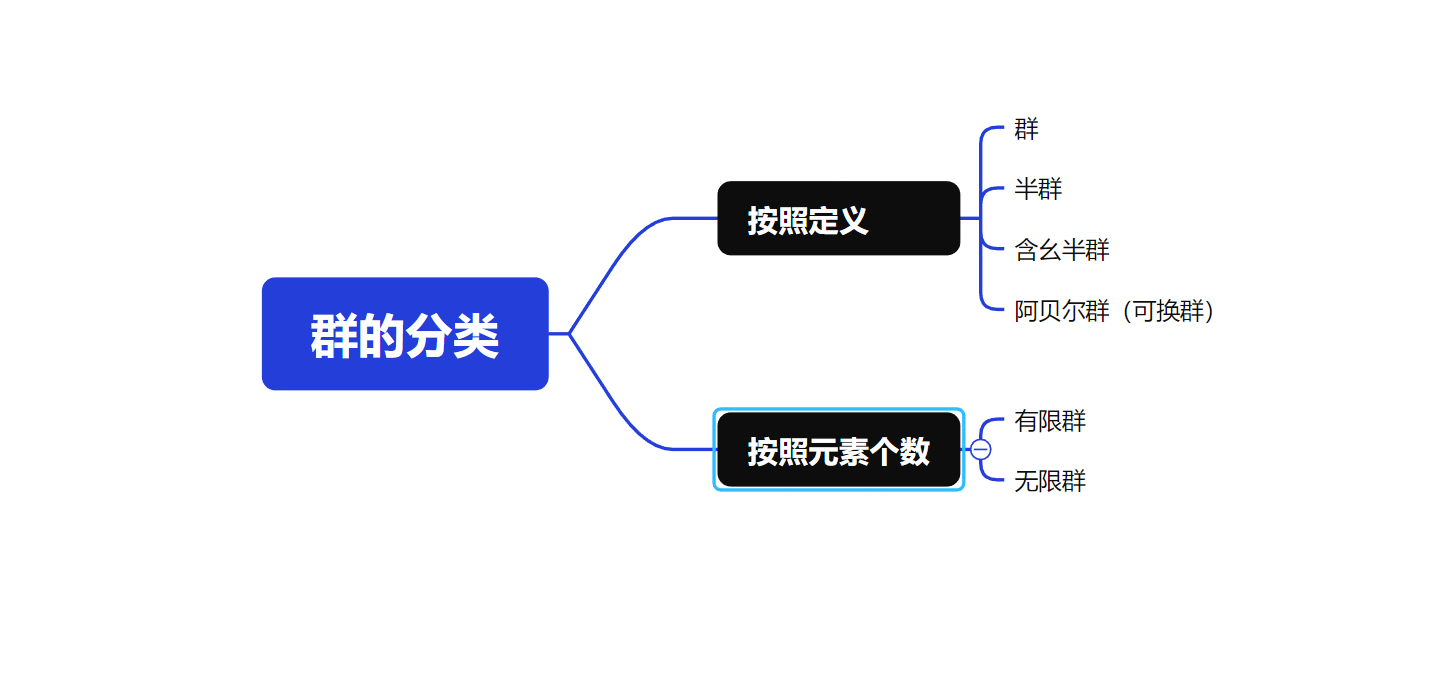 群的分类
按照定义
群
半群
含幺半群
阿贝尔群（可换群）
按照元素个数
有限群
无限群